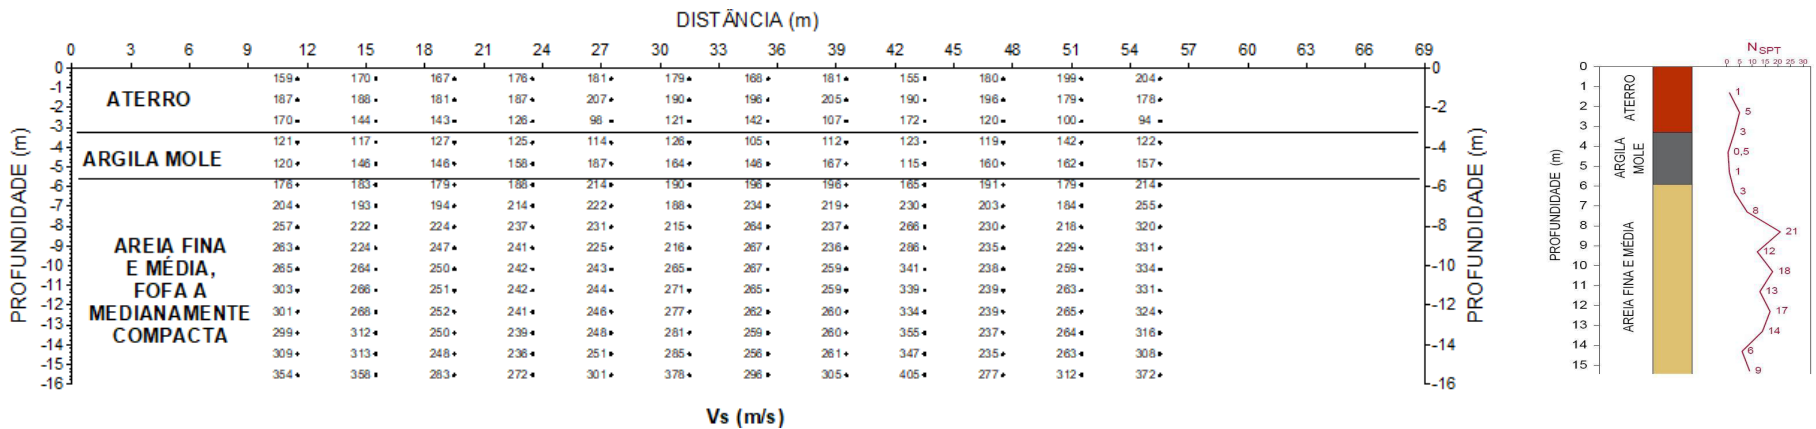 DISTÂNCIA (m)
0 3 6 9 12 15 18 21 24 27 30 33 36 39 42 45 48 51 54 57 60 63 66 69
PROFUNDIDADE (m)
0
-1
-2
-3
-4
-5
-6
-7
-8
-9
-10
-11
-12
-13
-14
-15
-16
ATERRO
159 170 167 176 181 179 168 181 155 180 199 204
187 188 181 187 207 190 196 205 190 196 179 178
170 144 143 126 98 121 142 107 172 120 100 94
ARGILA MOLE
121 117 127 125 114 126 105 112 123 119 142 122
120 146 146 158 187 164 146 167 115 160 162 157
AREIA FINA
E MÉDIA,
FOFA A
MEDIANAMENTE
COMPACTA
176 183 179 188 214 190 196 196 165 191 179 214
204 193 194 214 222 188 234 219 230 203 184 255
257 222 224 237 231 215 264 237 266 230 218 320
263 224 247 241 225 216 267 236 286 235 229 331
265 264 250 242 243 265 267 259 341 238 259 334
303 266 251 242 244 271 265 259 339 239 263 331
301 268 252 241 246 277 262 260 334 239 265 324
299 312 250 239 248 281 259 260 355 237 264 316
309 313 248 236 251 285 256 261 347 235 263 308
354 358 283 272 301 378 296 305 405 277 312 372
0
-2
-4
-6
-8
-10
-12
-14
-16
PROFUNDIDADE (m)
Vs (m/s)
NSPT
0 5 10 15 20 25 30
PROFUNDIDADE (m)
0
1
2
3
4
5
6
7
8
9
10
11
12
13
14
15
ATERRO
ARGILA
MOLE
AREIA FINA E MÉDIA
1
5
3
0,5
1
3
8
21
12
18
13
17
14
6
9